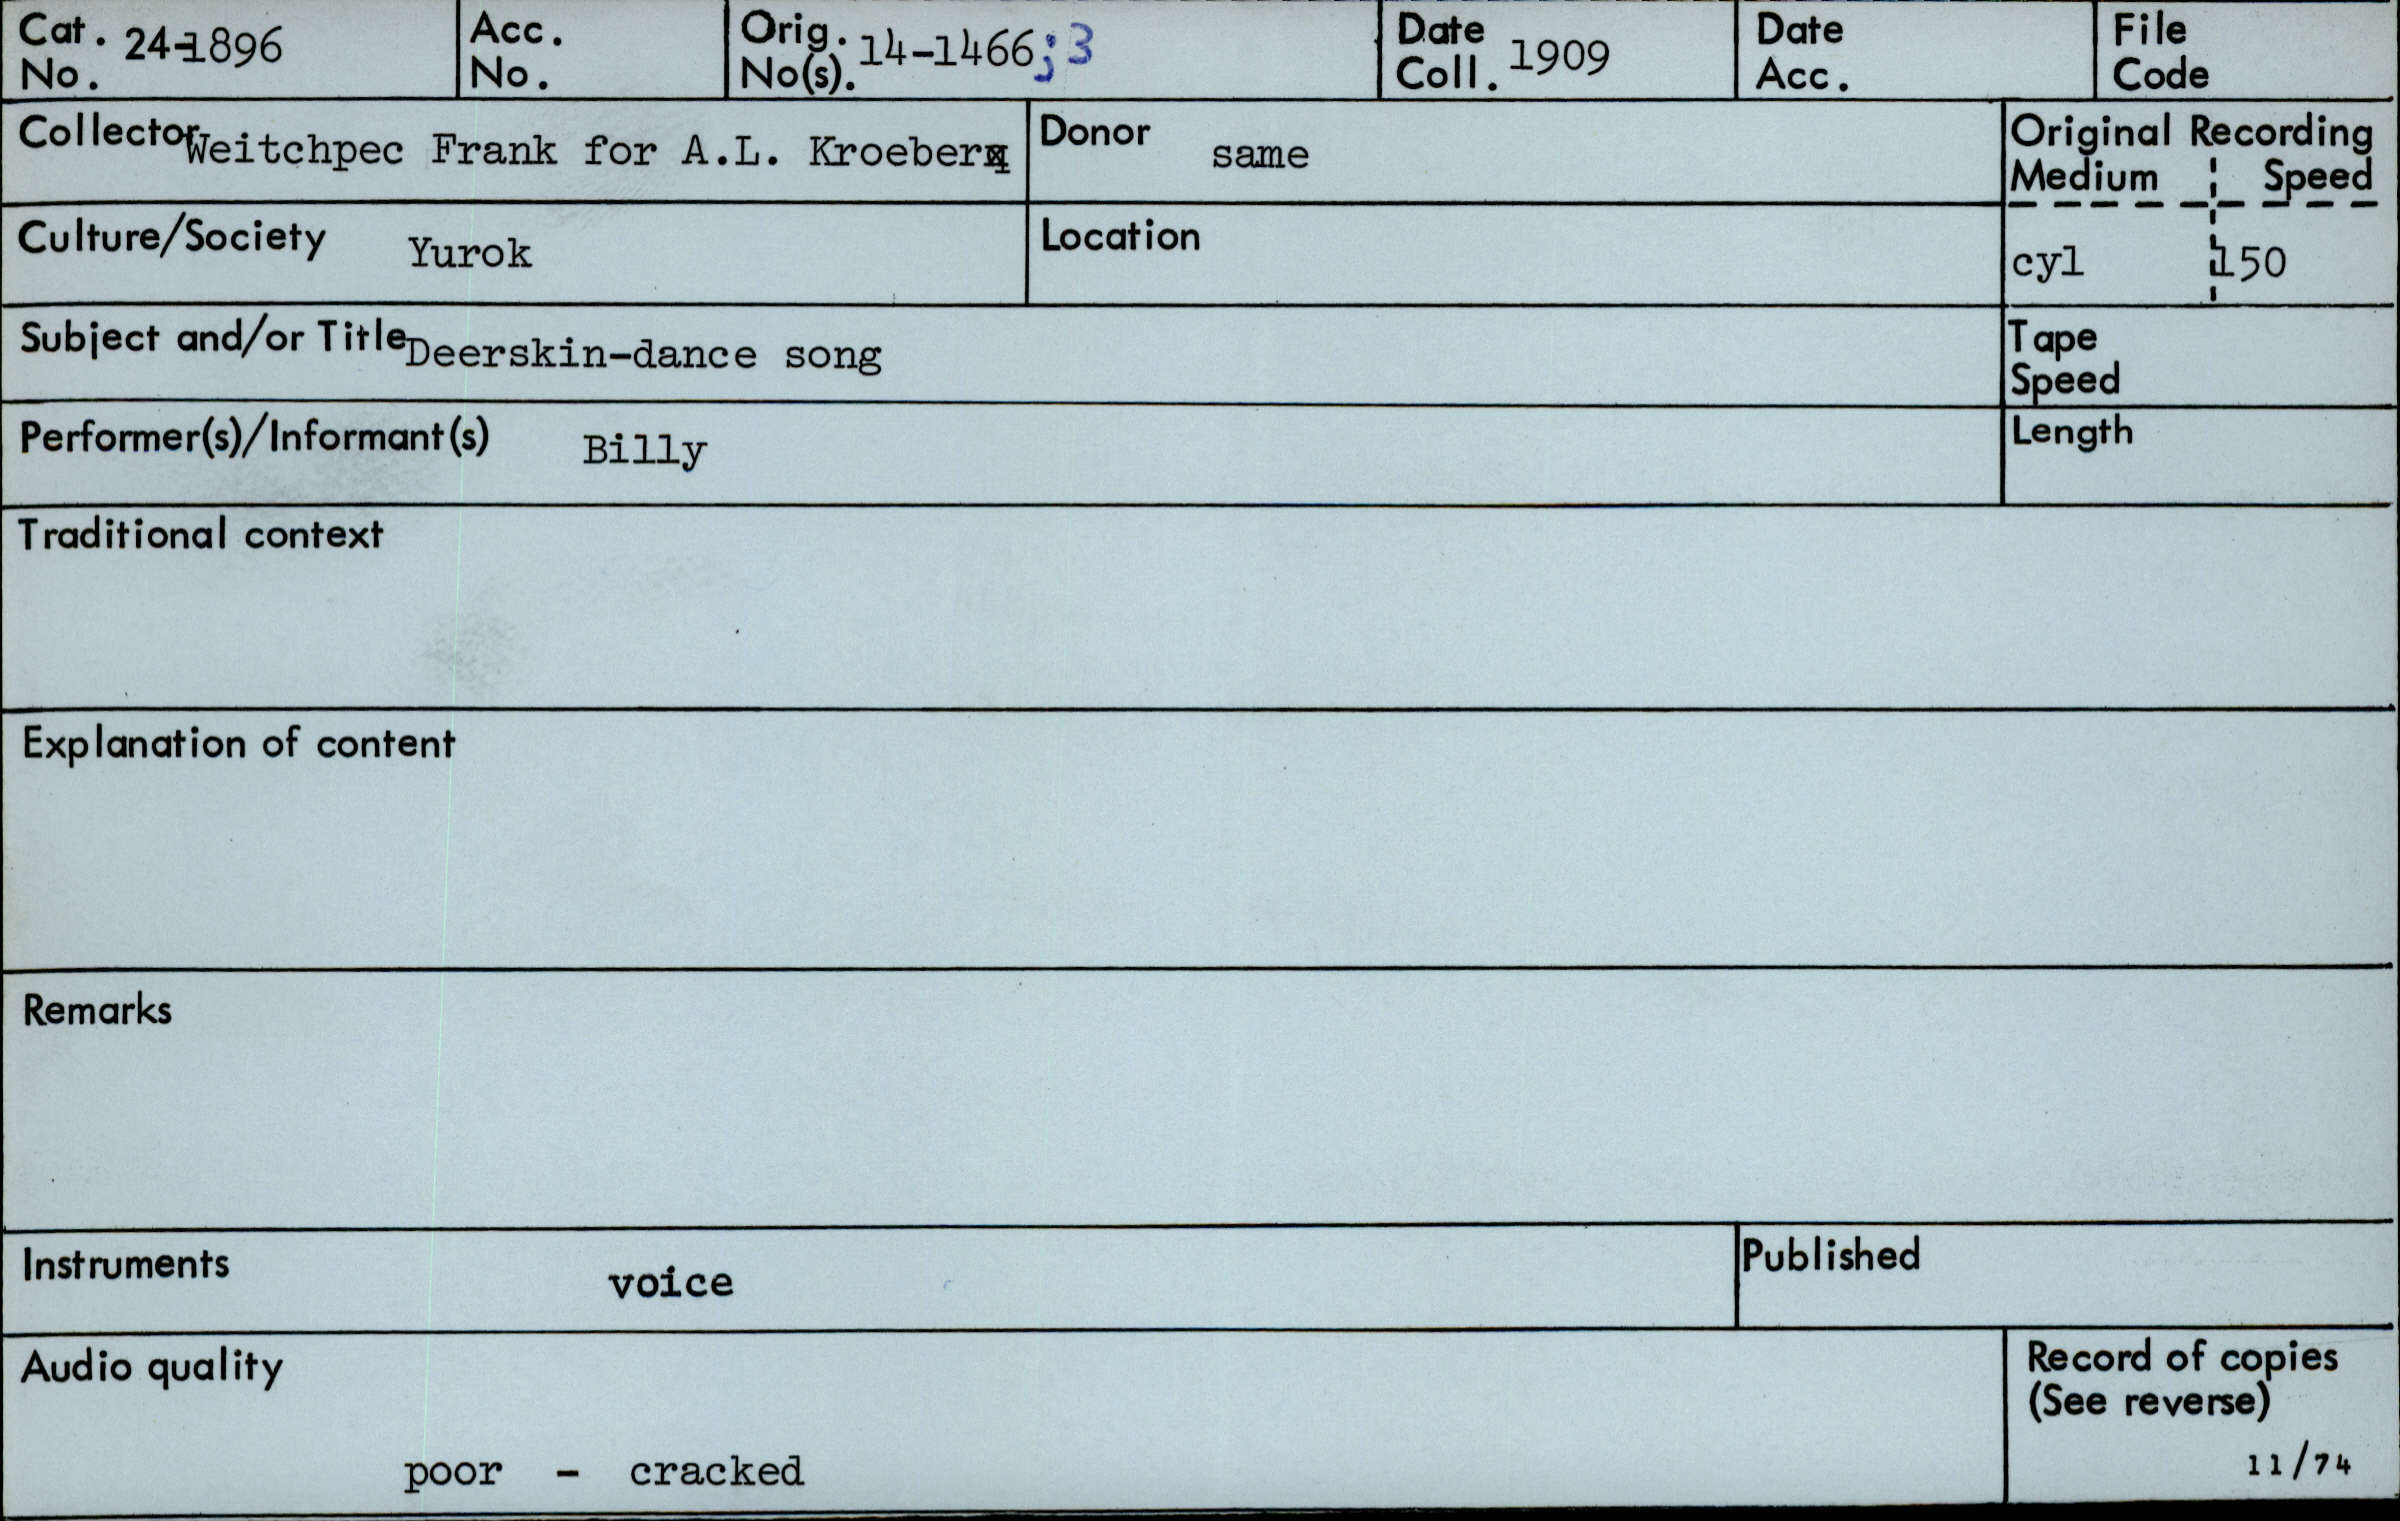 Cat. No. 24-1896
Acc. No.
Orig. No(s). 14-1466;3
Date Coll. 1909
Date Acc.
File Code
Collector Weitchpec Frank for A.L. Kroeber
Donor same
Original Recording
Medium Speed
cyl 150
Culture/Society Yurok
Location
Subject and/or Title Deerskin-dance song
Tape Speed
Performer(s)/Informant(s) Billy
Length
Traditional context
Explanation of content
Remarks
Instruments voice
Published
Audio quality
poor - cracked
Record of copies
(See reverse)
11/74